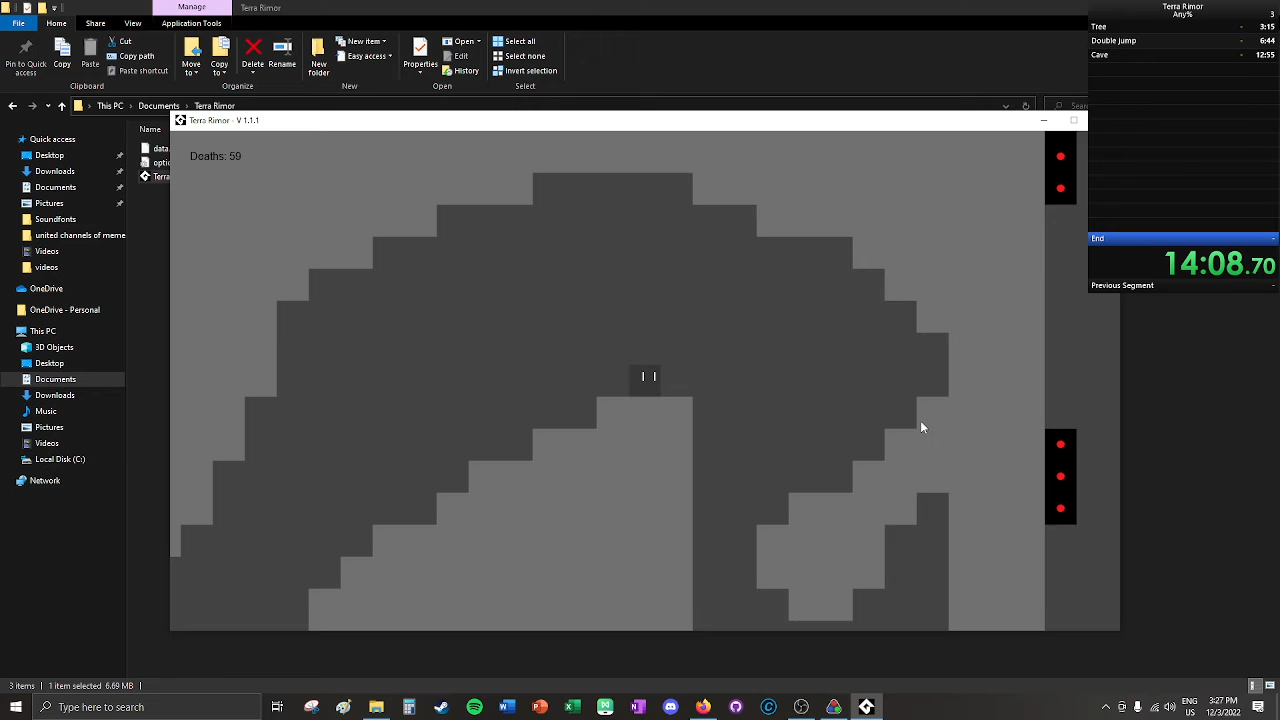 Manage
Terra Rimor
File
Home
Share
View
Application Tools
Pin to Quick access
Copy
Paste
Cut
Copy path
Paste shortcut
Clipboard
Move to
Copy to
Delete
Rename
Organize
New folder
New item
Easy access
New
Properties
Open
Edit
History
Open
Select all
Select none
Invert selection
Select
This PC
Documents
Terra Rimor
Terra Rimor - V 1.1.1
Deaths: 59
Quick access
Desktop
Downloads
Documents
Pictures
Soundfonts
united channels of meme
Videos
videos
OneDrive
OneDrive - Personal
This PC
3D Objects
Desktop
Documents
Downloads
Music
Pictures
Videos
Local Disk (C:)
Network
Name
data
optio
Terra
3 items
1 item selected 6.69 MB
Terra Rimor
Any%
3
Tree - 3:15
Double Jump - 6:44
Cave - 12:55
End -
14:08.70
Previous Segment -
Type here to search
ENG
US
3:27 PM
12/3/2022